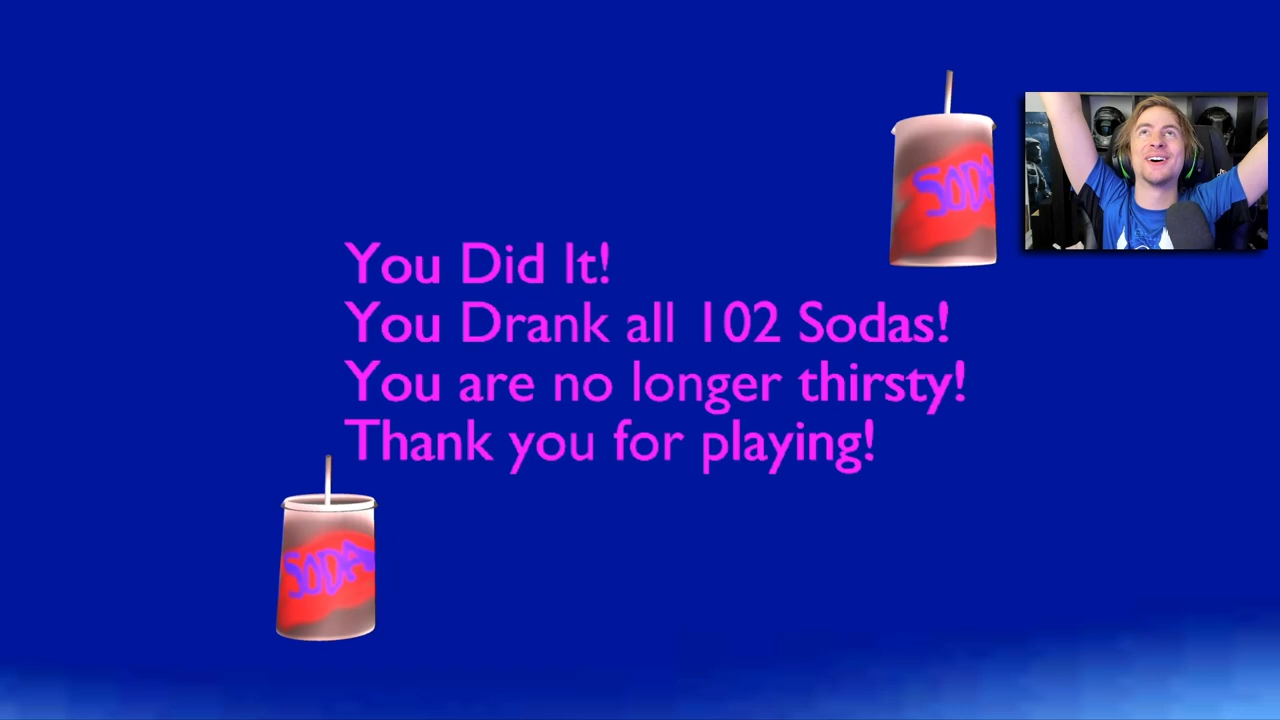 You Did It!
You Drank all 102 Sodas!
You are no longer thirsty!
Thank you for playing!
SODA
SODA